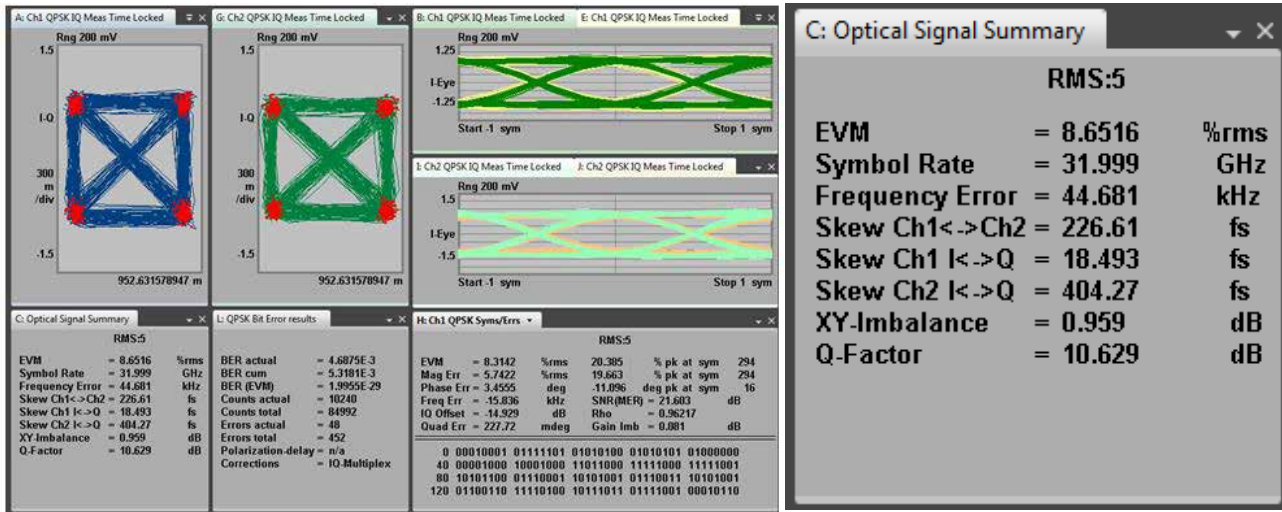 A: Ch1 QPSK IQ Meas Time Locked
Rng 200 mV
1.5
I-Q
300
m
/div
-1.5
952.631578947 m
G: Ch2 QPSK IQ Meas Time Locked
Rng 200 mV
1.5
I-Q
300
m
/div
-1.5
952.631578947 m
B: Ch1 QPSK IQ Meas Time Locked E: Ch1 QPSK IQ Meas Time Locked
Rng 200 mV
1.25
I-Eye
-1.25
Start -1 sym Stop 1 sym
I: Ch2 QPSK IQ Meas Time Locked J: Ch2 QPSK IQ Meas Time Locked
Rng 200 mV
1.5
I-Eye
-1.5
Start -1 sym Stop 1 sym
C: Optical Signal Summary
RMS:5
EVM = 8.6516 %rms
Symbol Rate = 31.999 GHz
Frequency Error = 44.681 kHz
Skew Ch1<->Ch2 = 226.61 fs
Skew Ch1 I<->Q = 18.493 fs
Skew Ch2 I<->Q = 404.27 fs
XY-Imbalance = 0.959 dB
Q-Factor = 10.629 dB
L: QPSK Bit Error results
BER actual = 4.6875E-3
BER cum = 5.3181E-3
BER (EVM) = 1.9955E-29
Counts actual = 10240
Counts total = 84992
Errors actual = 48
Errors total = 452
Polarization-delay = n/a
Corrections = IQ-Multiplex
H: Ch1 QPSK Syms/Errs
RMS:5
EVM = 8.3142 %rms 20.385 % pk at sym 294
Mag Err = 5.7422 %rms 19.663 % pk at sym 294
Phase Err = 3.4555 deg -11.096 deg pk at sym 16
Freq Err = -15.836 kHz SNR(MER) = 21.603 dB
IQ Offset = -14.929 dB Rho = 0.96217
Quad Err = 227.72 mdeg Gain Imb = 0.081 dB
0 00010001 01111101 01010100 01010101 01000000
40 00001000 10001000 11011000 11111000 11111001
80 10101100 01110001 10101001 01110011 10101001
120 01100110 11110100 10111011 01111001 00010110
C: Optical Signal Summary
RMS:5
EVM = 8.6516 %rms
Symbol Rate = 31.999 GHz
Frequency Error = 44.681 kHz
Skew Ch1<->Ch2 = 226.61 fs
Skew Ch1 I<->Q = 18.493 fs
Skew Ch2 I<->Q = 404.27 fs
XY-Imbalance = 0.959 dB
Q-Factor = 10.629 dB